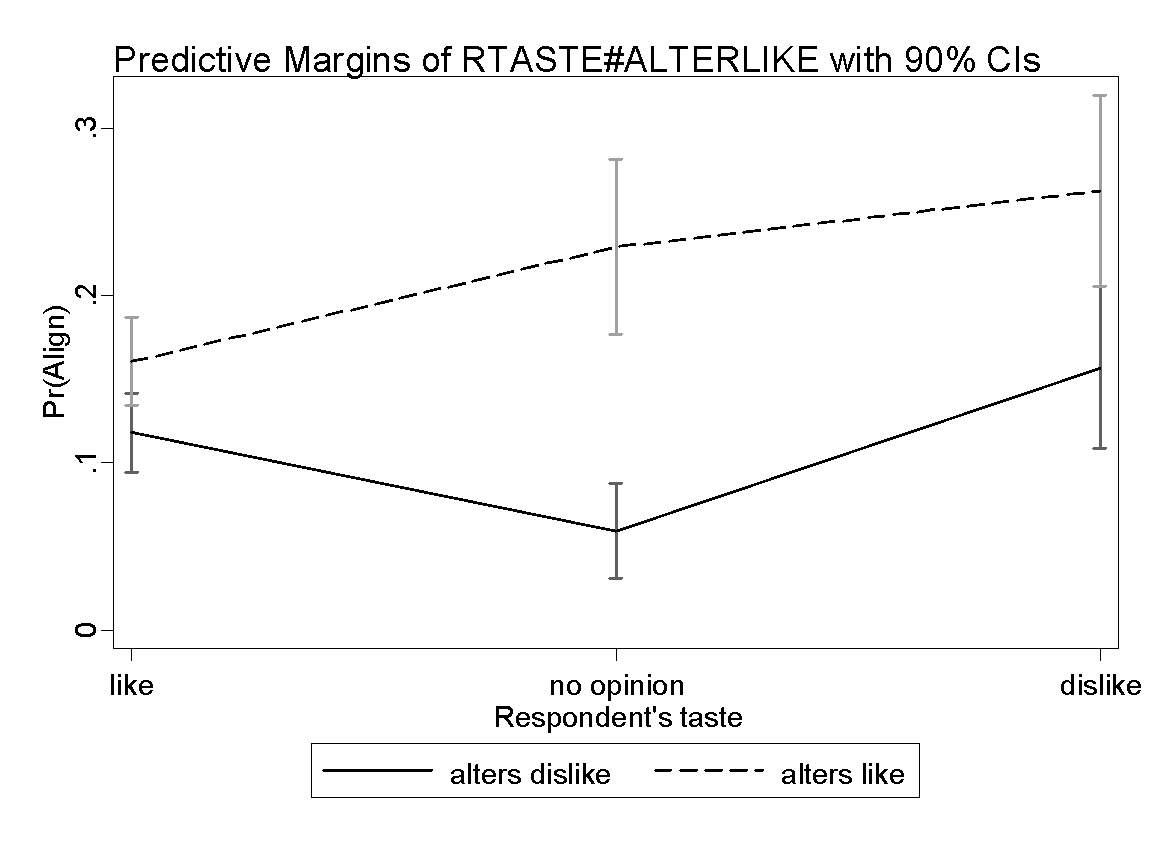 Predictive Margins of RTASTE#ALTERLIKE with 90% CIs
.3
.2
.1
0
Pr(Align)
like no opinion dislike
Respondent's taste
alters dislike alters like